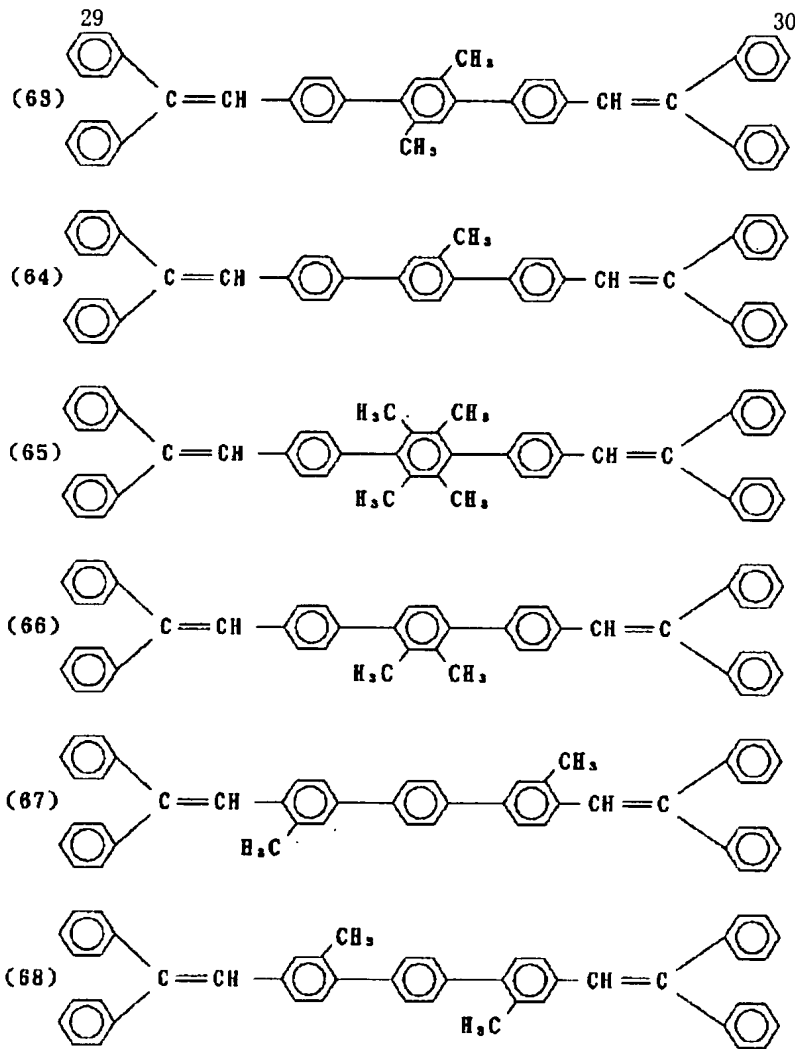 29 30
CH₃
(63) C=CH CH=C
CH₃
CH₃
(64) C=CH CH=C
H₃C CH₃
(65) C=CH CH=C
H₃C CH₃
(66) C=CH CH=C
H₃C CH₃
CH₃
(67) C=CH CH=C
H₃C
CH₃
(68) C=CH CH=C
H₃C